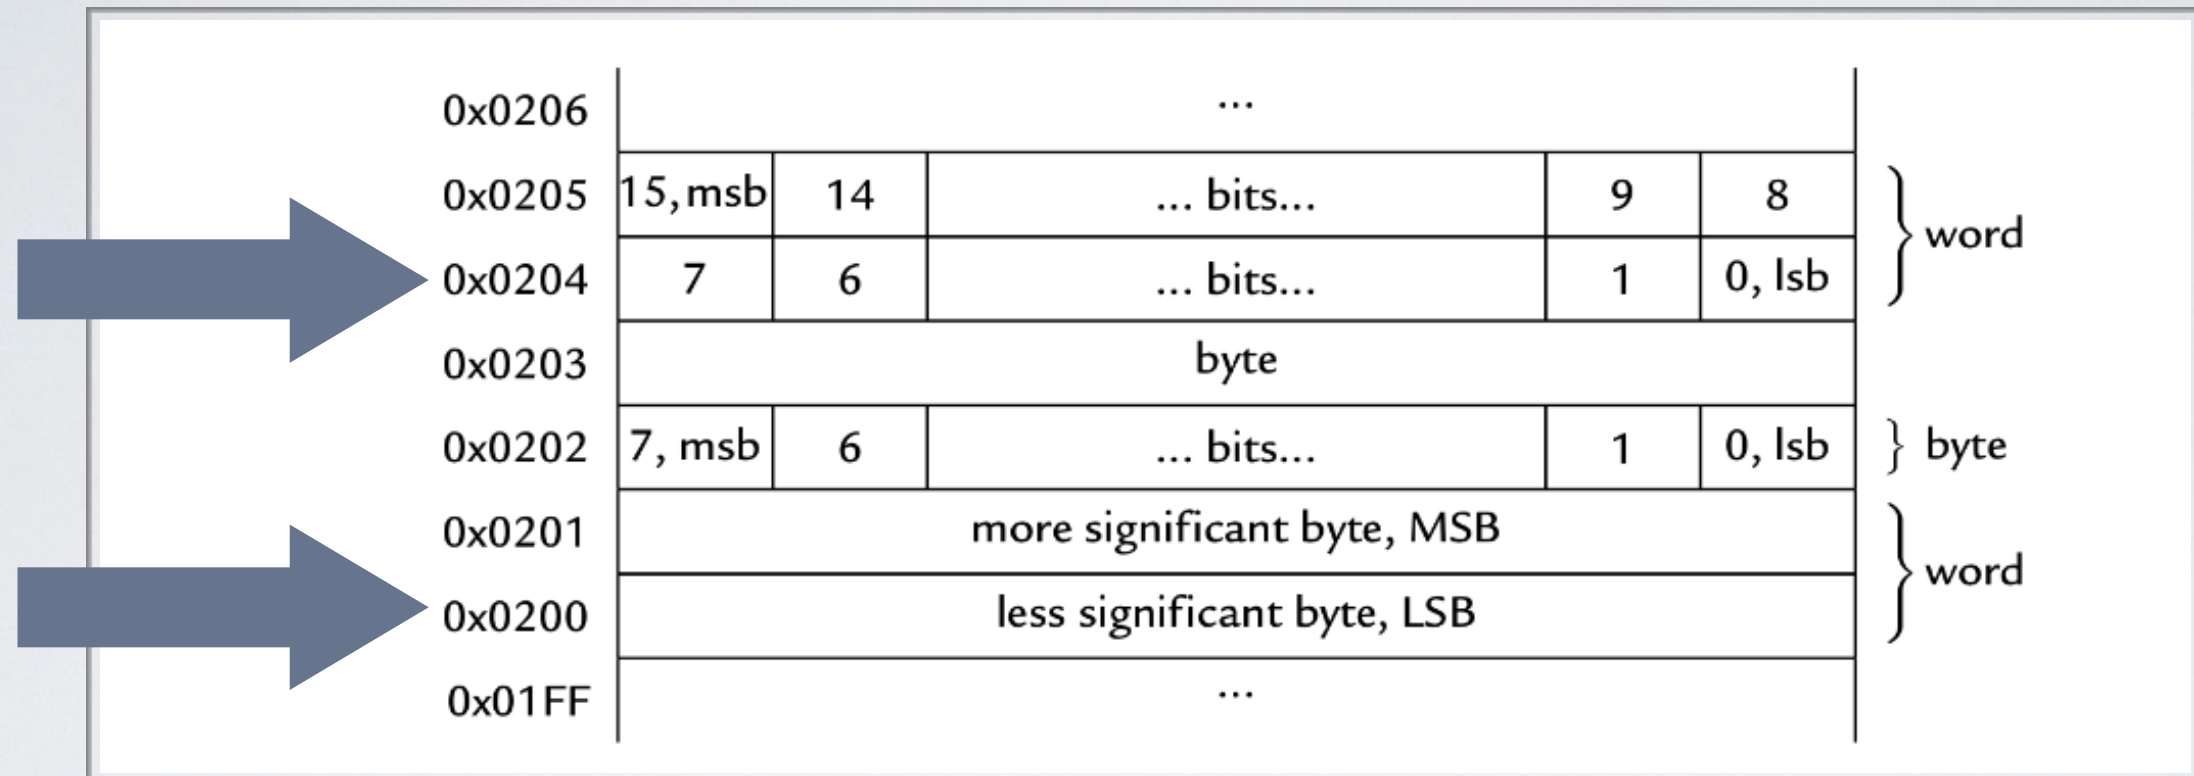 0x0206 ...
0x0205 15, msb 14 ... bits... 9 8
word
0x0204 7 6 ... bits... 1 0, lsb
0x0203 byte
0x0202 7, msb 6 ... bits... 1 0, lsb byte
0x0201 more significant byte, MSB
word
0x0200 less significant byte, LSB
0x01FF ...